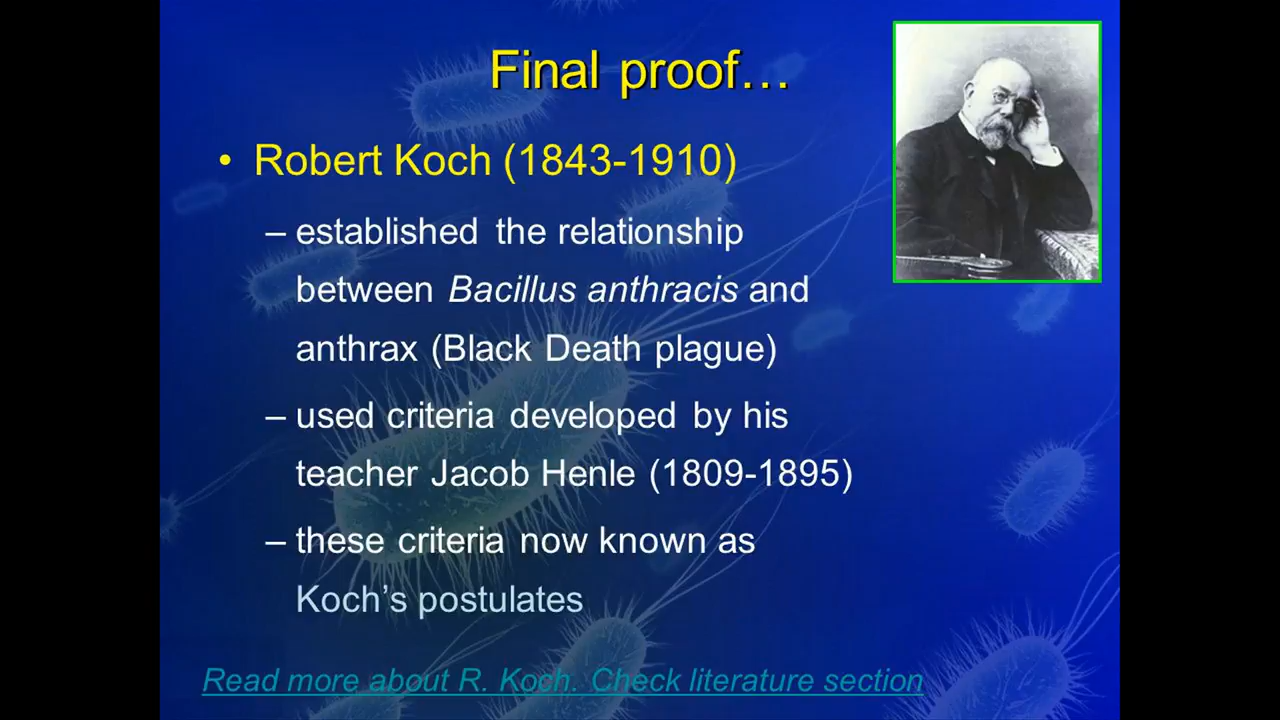 Final proof…
• Robert Koch (1843-1910)
– established the relationship
between Bacillus anthracis and
anthrax (Black Death plague)
– used criteria developed by his
teacher Jacob Henle (1809-1895)
– these criteria now known as
Koch’s postulates
Read more about R. Koch. Check literature section